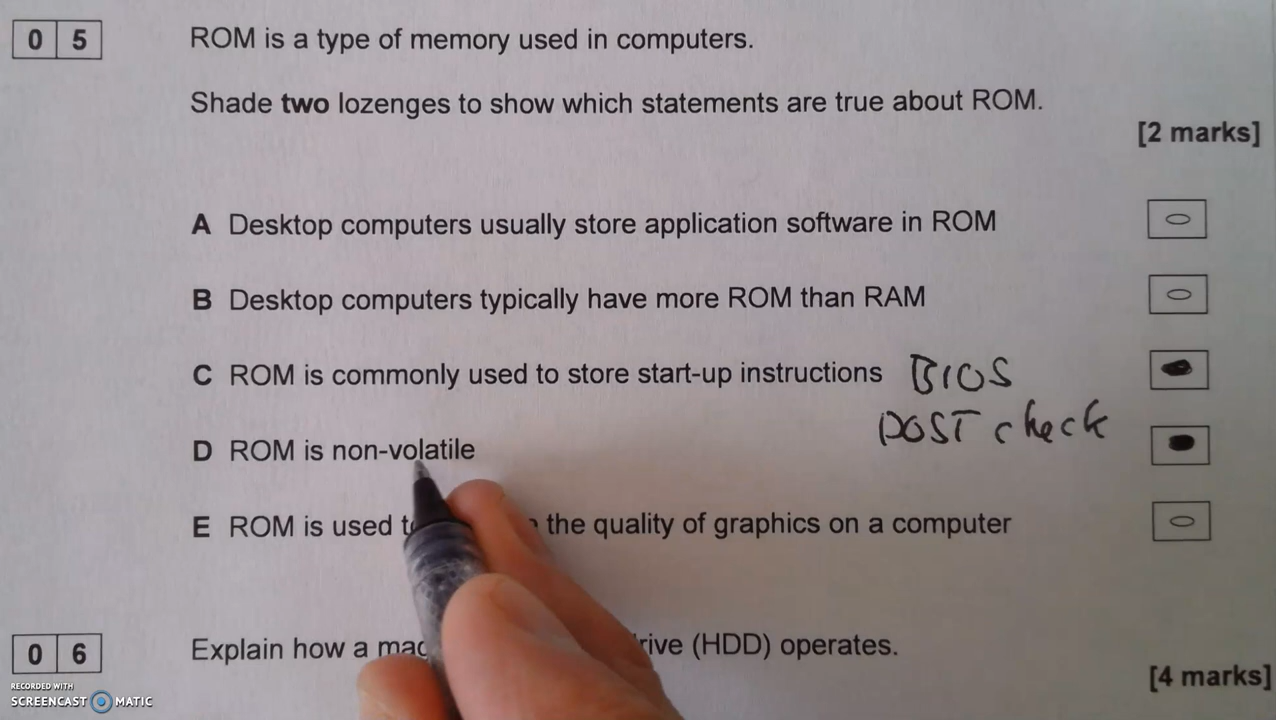 0 5 ROM is a type of memory used in computers.
Shade two lozenges to show which statements are true about ROM.
[2 marks]
A Desktop computers usually store application software in ROM
B Desktop computers typically have more ROM than RAM
C ROM is commonly used to store start-up instructions BIOS
POST check
D ROM is non-volatile
E ROM is used the quality of graphics on a computer
0 6 Explain how a (HDD) operates.
[4 marks]
RECORDED WITH
SCREENCAST MATIC